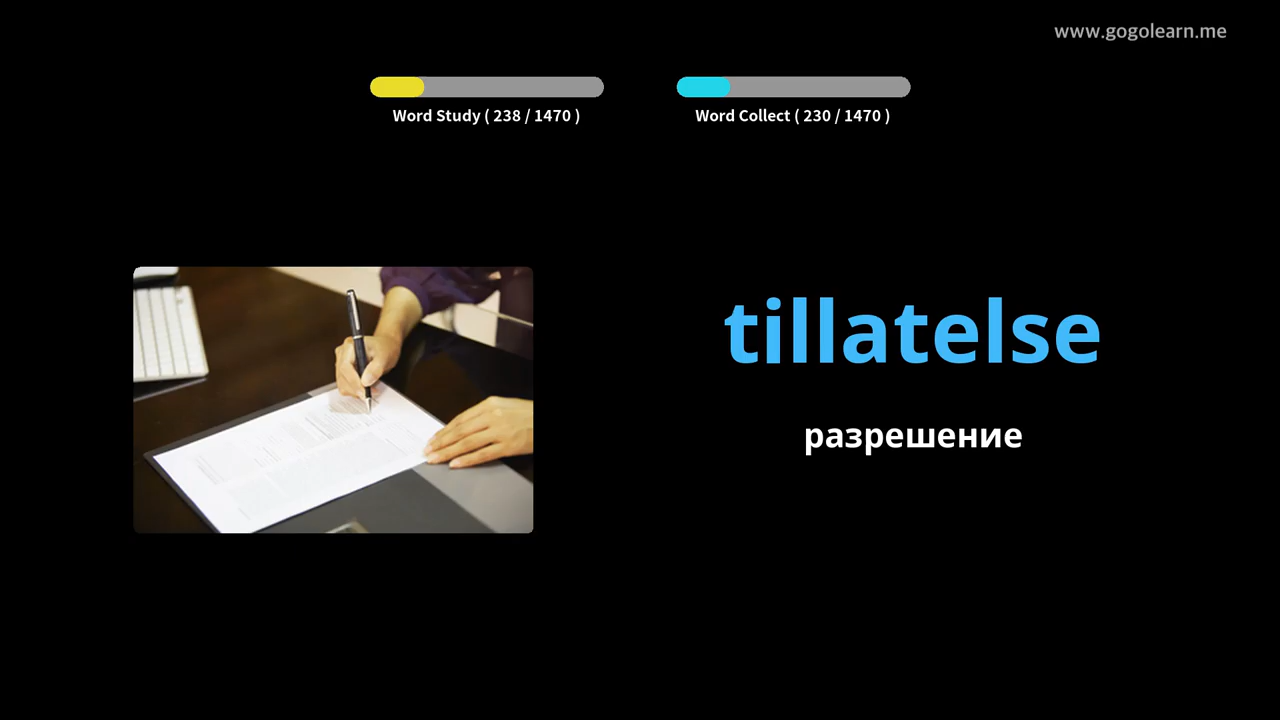 www.gogolearn.me
Word Study ( 238 / 1470 )
Word Collect ( 230 / 1470 )
tillatelse
разрешение